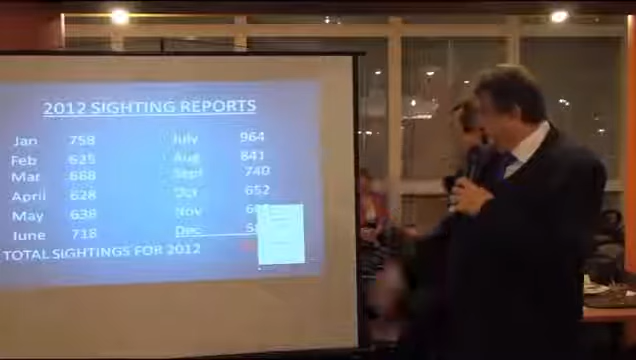 2012 SIGHTING REPORTS
Jan 758 July 964
Feb 625 Aug 841
Mar 668 Sept 740
April 628 Oct 652
May 638 Nov
June 718 Dec
TOTAL SIGHTINGS FOR 2012